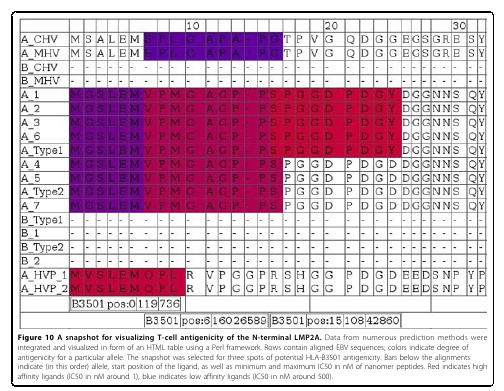 10 20 30
A_CHV M S A L E M E P L G A P A - P G T P V G Q D G G E G S G R E S Y
A_MHV M S A L E M E P L G A P A - P G T P V G Q D G G E G S G R E S Y
B_CHV - - - - - - - - - - - - - - - - - - - - - - - - - - - - - - - -
B_MHV - - - - - - - - - - - - - - - - - - - - - - - - - - - - - - - -
A_1 M G S L E M V P M G A G P - P S P G G D P D G Y D G G N N S Q Y
A_2 M G S L E M V P M G A G P - P S P G G D P D G Y D G G N N S Q Y
A_3 M G S L E M V P M G A G P - P S P G G D P D G Y D G G N N S Q Y
A_6 M G S L E M V P M G A G P - P S P G G D P D G Y D G G N N S Q Y
A_Type1 M G S L E M V P M G A G P - P S P G G D P D G Y D G G N N S Q Y
A_4 M G S L E M V P M G A G P - P S P G G D P D G D D G G N N S Q Y
A_5 M G S L E M V P M G A G P - P S P G G D P D G D D G G N N S Q Y
A_Type2 M G S L E M V P M G A G P - P S P G G D P D G D D G G N N S Q Y
A_7 M G S L E M V P M G A G P - P S P G G D P D G D D G G N N S Q Y
B_Type1 - - - - - - - - - - - - - - - - - - - - - - - - - - - - - - - -
B_1 - - - - - - - - - - - - - - - - - - - - - - - - - - - - - - - -
B_Type2 - - - - - - - - - - - - - - - - - - - - - - - - - - - - - - - -
B_2 - - - - - - - - - - - - - - - - - - - - - - - - - - - - - - - -
A_HVP_1 M V S L E M Q P L R V P G G P R S H G G P D G D E E D S N P Y P
A_HVP_2 M V S L E M Q P L R V P G G P R S H G G P D G D E E D S N P Y P
B3501 pos:0 119 736
B3501 pos:6 160 26589 B3501 pos:15 108 42860
Figure 10 A snapshot for visualizing T-cell antigenicity of the N-terminal LMP2A. Data from numerous prediction methods were
integrated and visualized in form of an HTML table using a Perl framework. Rows contain aligned EBV sequences; colors indicate degree of
antigenicity for a particular allele. The snapshot was selected for three spots of potential HLA-B3501 antigenicity. Bars below the alignments
indicate (in this order) allele, start position of the ligand, as well as minimum and maximum IC50 in nM of nanomer peptides. Red indicates high
affinity ligands (IC50 in nM around 1), blue indicates low affinity ligands (IC50 in nM around 500).